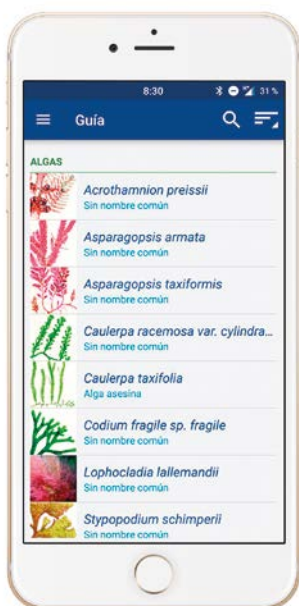 8:30 31 %
Guía
ALGAS
Acrothamnion preissii
Sin nombre común
Asparagopsis armata
Sin nombre común
Asparagopsis taxiformis
Sin nombre común
Caulerpa racemosa var. cylindra...
Sin nombre común
Caulerpa taxifolia
Alga asesina
Codium fragile sp. fragile
Sin nombre común
Lophocladia lallemandii
Sin nombre común
Stypopodium schimperii
Sin nombre común